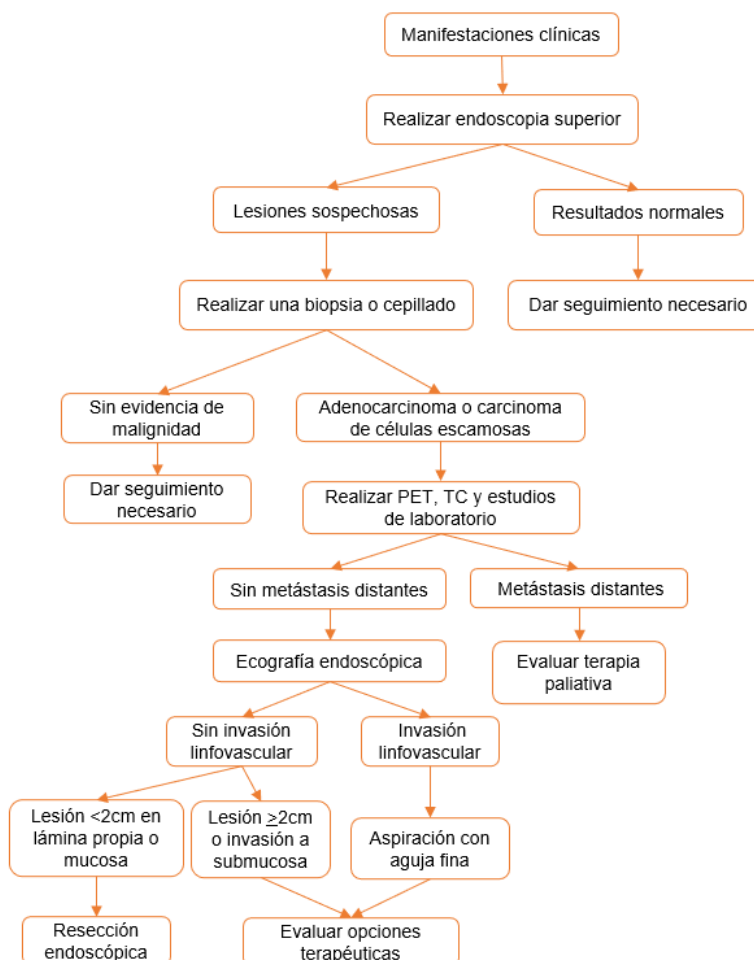 Manifestaciones clínicas
Realizar endoscopia superior
Lesiones sospechosas
Resultados normales
Realizar una biopsia o cepillado
Dar seguimiento necesario
Sin evidencia de
malignidad
Adenocarcinoma o carcinoma
de células escamosas
Dar seguimiento
necesario
Realizar PET, TC y estudios
de laboratorio
Sin metástasis distantes
Metástasis distantes
Ecografía endoscópica
Evaluar terapia
paliativa
Sin invasión
linfovascular
Invasión
linfovascular
Lesión <2cm en
lámina propia o
mucosa
Lesión ≥2cm
o invasión a
submucosa
Aspiración con
aguja fina
Resección
endoscópica
Evaluar opciones
terapéuticas